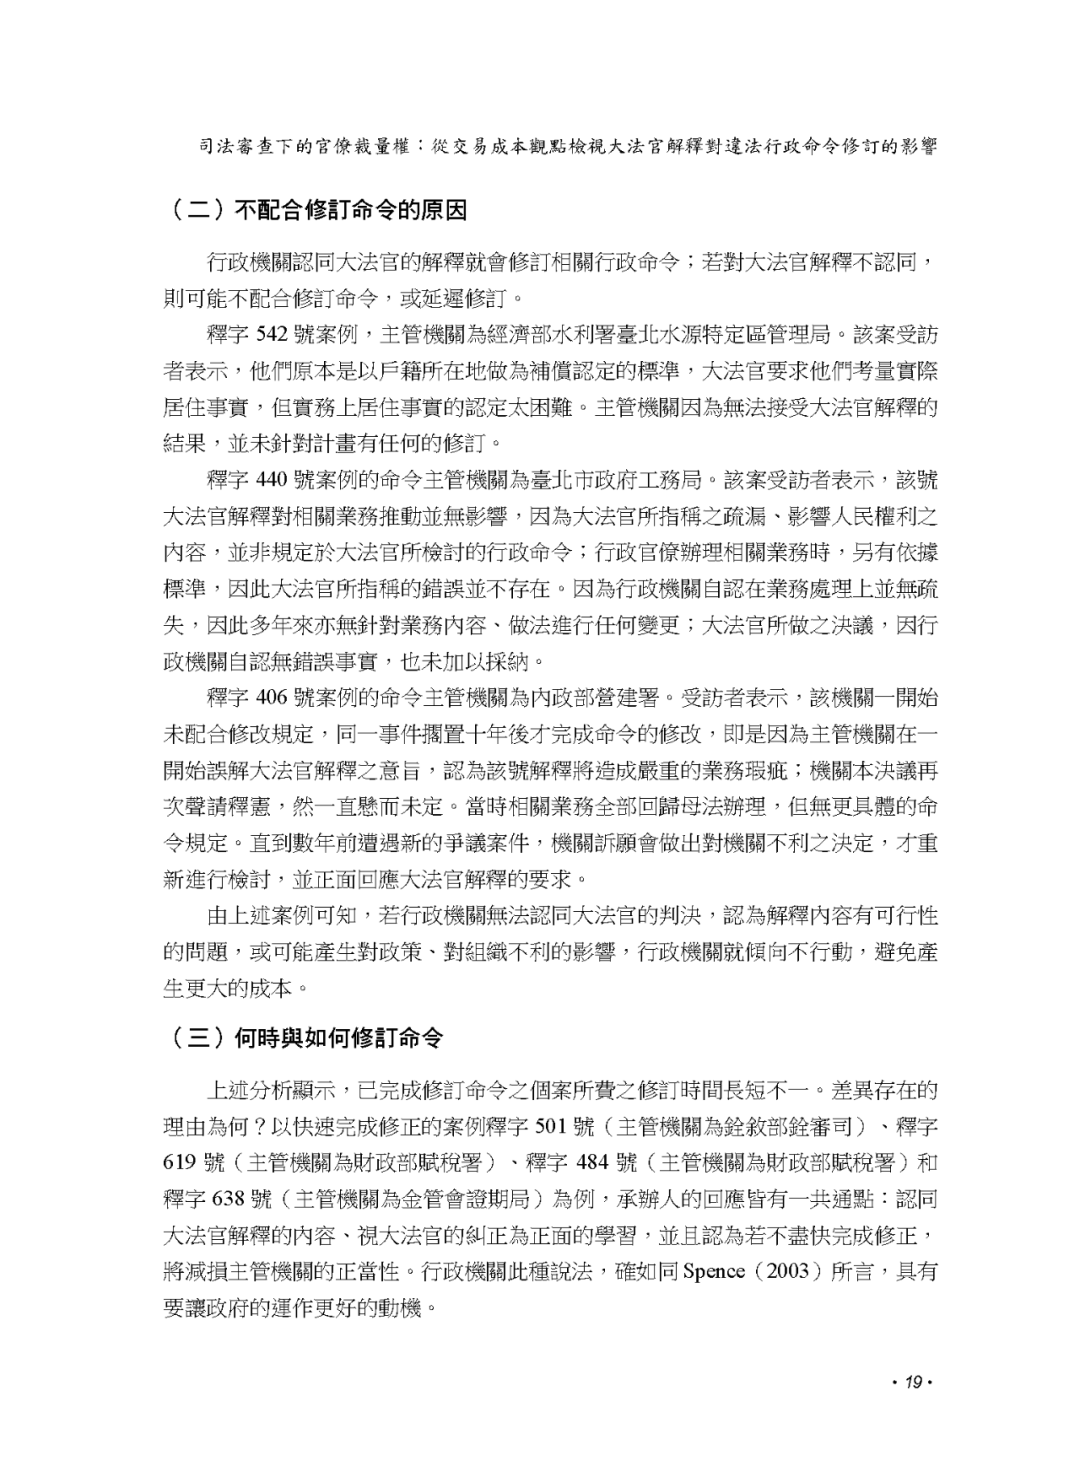 司法審查下的官僚裁量權：從交易成本觀點檢視大法官解釋對違法行政命令修訂的影響
（二）不配合修訂命令的原因
行政機關認同大法官的解釋就會修訂相關行政命令；若對大法官解釋不認同，
則可能不配合修訂命令，或延遲修訂。
釋字 542 號案例，主管機關為經濟部水利署臺北水源特定區管理局。該案受訪
者表示，他們原本是以戶籍所在地做為補償認定的標準，大法官要求他們考量實際
居住事實，但實務上居住事實的認定太困難。主管機關因為無法接受大法官解釋的
結果，並未針對計畫有任何的修訂。
釋字 440 號案例的命令主管機關為臺北市政府工務局。該案受訪者表示，該號
大法官解釋對相關業務推動並無影響，因為大法官所指稱之疏漏、影響人民權利之
內容，並非規定於大法官所檢討的行政命令；行政官僚辦理相關業務時，另有依據
標準，因此大法官所指稱的錯誤並不存在。因為行政機關自認在業務處理上並無疏
失，因此多年來亦無針對業務內容、做法進行任何變更；大法官所做之決議，因行
政機關自認無錯誤事實，也未加以採納。
釋字 406 號案例的命令主管機關為內政部營建署。受訪者表示，該機關一開始
未配合修改規定，同一事件擱置十年後才完成命令的修改，即是因為主管機關在一
開始誤解大法官解釋之意旨，認為該號解釋將造成嚴重的業務瑕疵；機關本決議再
次聲請釋憲，然一直懸而未定。當時相關業務全部回歸母法辦理，但無更具體的命
令規定。直到數年前遭遇新的爭議案件，機關訴願會做出對機關不利之決定，才重
新進行檢討，並正面回應大法官解釋的要求。
由上述案例可知，若行政機關無法認同大法官的判決，認為解釋內容有可行性
的問題，或可能產生對政策、對組織不利的影響，行政機關就傾向不行動，避免產
生更大的成本。
（三）何時與如何修訂命令
上述分析顯示，已完成修訂命令之個案所費之修訂時間長短不一。差異存在的
理由為何？以快速完成修正的案例釋字 501 號（主管機關為銓敘部銓審司）、釋字
619 號（主管機關為財政部賦稅署）、釋字 484 號（主管機關為財政部賦稅署）和
釋字 638 號（主管機關為金管會證期局）為例，承辦人的回應皆有一共通點：認同
大法官解釋的內容、視大法官的糾正為正面的學習，並且認為若不盡快完成修正，
將減損主管機關的正當性。行政機關此種說法，確如同 Spence（2003）所言，具有
要讓政府的運作更好的動機。
• 19 •